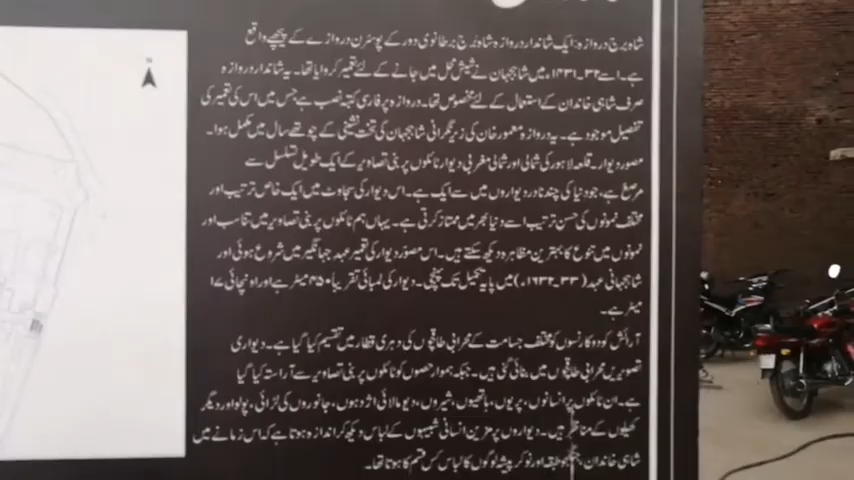 شاہ برج دروازہ: ایک شاندار دروازہ شاہ برج برطانوی دور کے پوسٹرن دروازے کے پیچھے واقع
ہے۔ اسے ۳۲۔۱۶۳۱ء میں شاہجہان نے شیش محل میں جانے کے لئے تعمیر کروایا تھا۔ یہ شاندار دروازہ
صرف شاہی خاندان کے استعمال کے لئے مخصوص تھا۔ دروازہ پر فارسی کتبہ نصب ہے جس میں اس کی تعمیر کی
تفصیل موجود ہے۔ یہ دروازہ معمور خان کی زیر نگرانی شاہجہان کی تخت نشینی کے چوتھے سال میں مکمل ہوا۔
مصور دیوار۔ قلعہ لاہور کی شمالی اور شمالی مغربی دیوار ٹائلوں پر بنی تصاویر کے ایک طویل تسلسل سے
مرصع ہے، جو دنیا کی چند نادر دیواروں میں سے ایک ہے۔ اس دیوار کی سجاوٹ میں ایک خاص ترتیب اور
مختلف نمونوں کی حسن ترتیب اسے دنیا بھر میں ممتاز کرتی ہے۔ یہاں ہم ٹائلوں پر بنی تصاویر میں تناسب اور
نمونوں میں تنوع کا بہترین مظاہرہ دیکھ سکتے ہیں۔ اس مصور دیوار کی تعمیر عہد جہانگیر میں شروع ہوئی اور
شاہجہانی عہد (۳۳۔۱۶۳۲ء) میں پایہ تکمیل تک پہنچی۔ دیوار کی لمبائی تقریباً ۴۵۰ میٹر ہے اور اونچائی ۱۷
میٹر ہے۔
آرائش کو دو کارنسوں کو مختلف جسامت کے محرابی طاقوں کی دہری قطار میں تقسیم کیا گیا ہے۔ دیواری
تصویریں محرابی طاقوں میں بنائی گئی ہیں۔ جبکہ ہموار حصوں کو ٹائلوں پر بنی تصاویر سے آراستہ کیا گیا
ہے۔ ان ٹائلوں پر انسانوں، پریوں، ہاتھیوں، شیروں، دیومالائی اژدہوں، جانوروں کی لڑائی، پولو اور دیگر
کھیلوں کے مناظر ہیں۔ دیواروں پر مزین انسانی شبیہوں کے لباس دیکھ کر اندازہ ہوتا ہے کہ اس زمانے میں
شاہی خاندان، جنگجو طبقہ اور نوکر پیشہ لوگوں کا لباس کس قسم کا ہوتا تھا۔